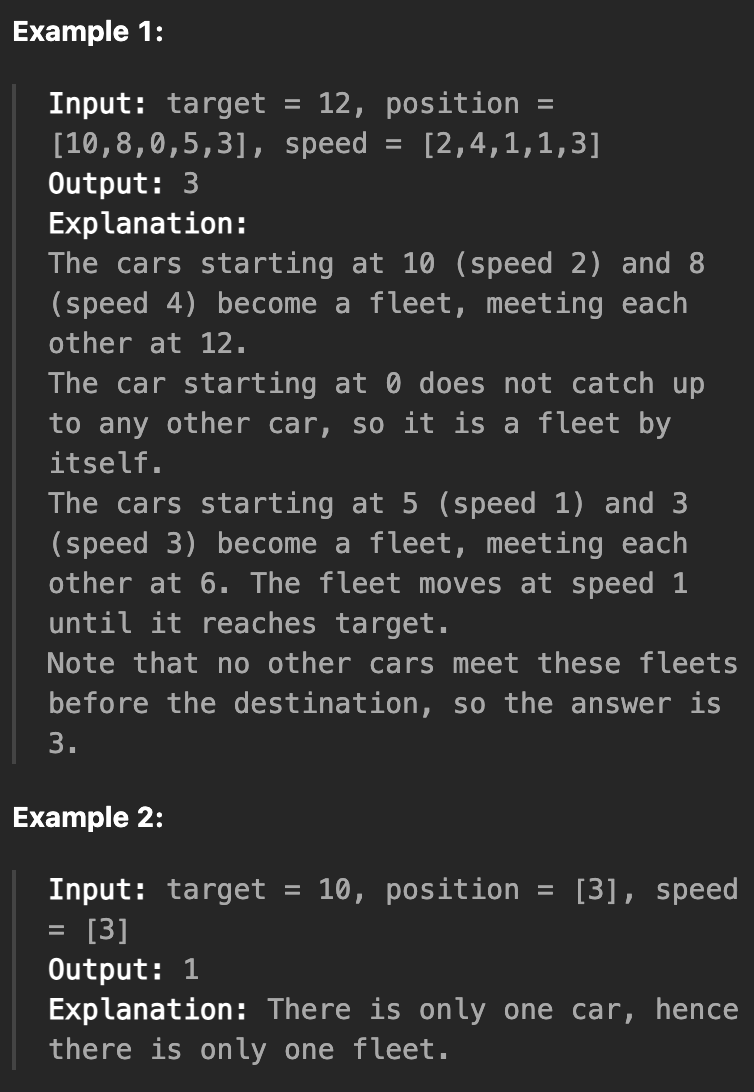 Example 1:
Input: target = 12, position =
[10,8,0,5,3], speed = [2,4,1,1,3]
Output: 3
Explanation:
The cars starting at 10 (speed 2) and 8
(speed 4) become a fleet, meeting each
other at 12.
The car starting at 0 does not catch up
to any other car, so it is a fleet by
itself.
The cars starting at 5 (speed 1) and 3
(speed 3) become a fleet, meeting each
other at 6. The fleet moves at speed 1
until it reaches target.
Note that no other cars meet these fleets
before the destination, so the answer is
3.
Example 2:
Input: target = 10, position = [3], speed
= [3]
Output: 1
Explanation: There is only one car, hence
there is only one fleet.